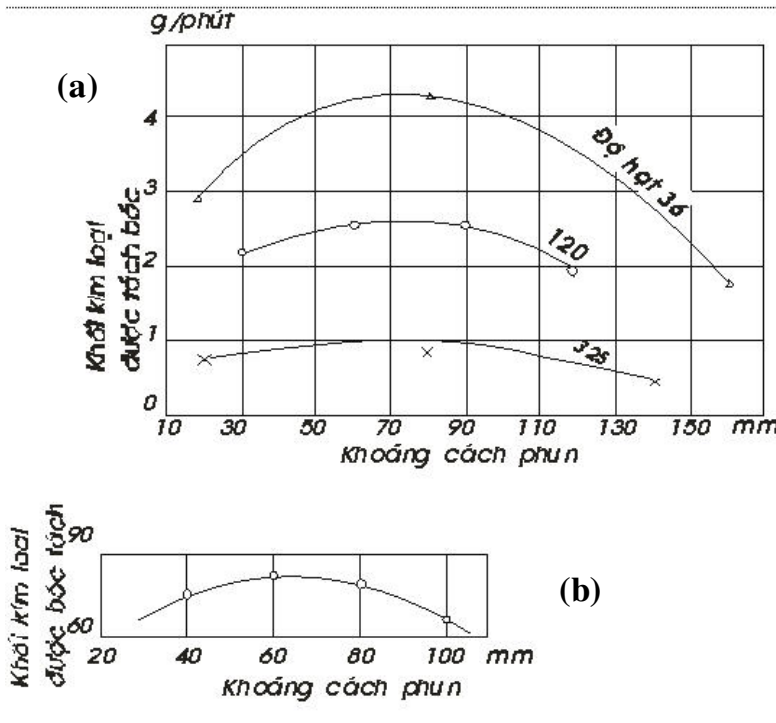 g/phút
(a)
4
3
2
1
0
Khối kim loại
được tách bóc
Độ hạt 36
120
325
10 30 50 70 90 110 130 150 mm
Khoảng cách phun
90
60
Khối kim loại
được bóc tách
(b)
20 40 60 80 100 mm
Khoảng cách phun